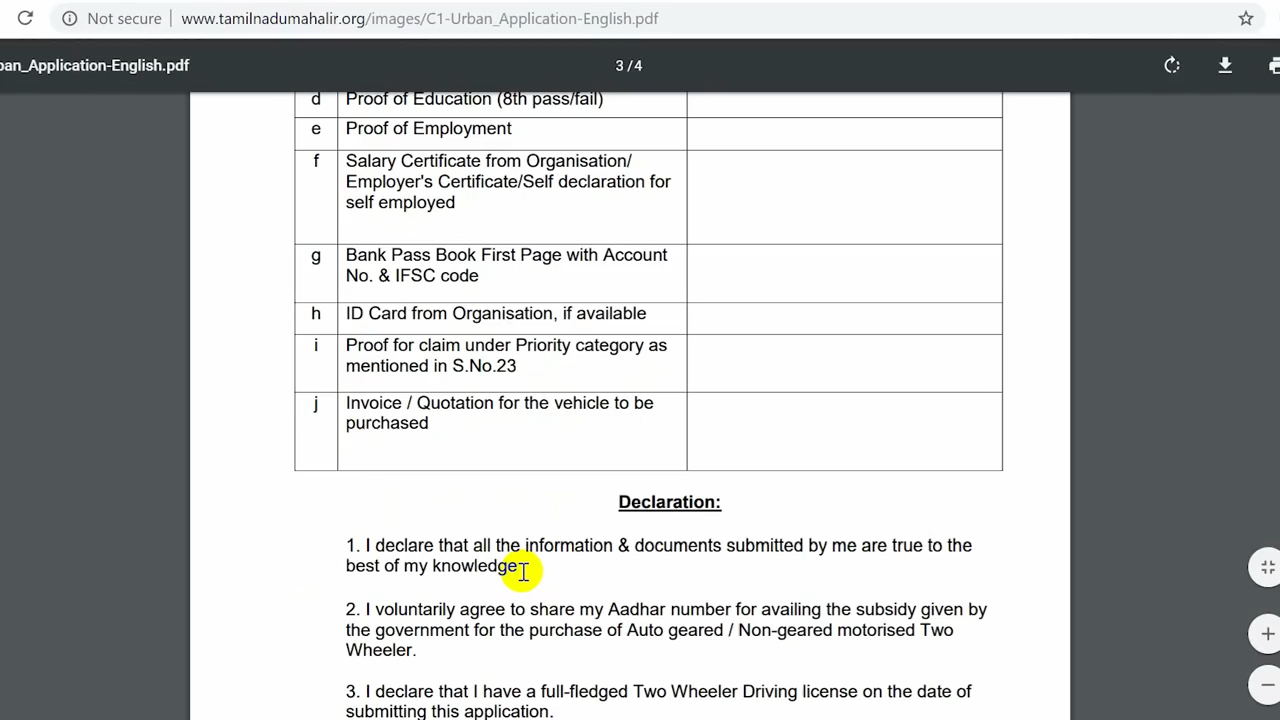 Not secure
www.tamilnadumahalir.org/images/C1-Urban_Application-English.pdf
ban_Application-English.pdf
3 / 4
d Proof of Education (8th pass/fail)
e Proof of Employment
f Salary Certificate from Organisation/
Employer's Certificate/Self declaration for
self employed
g Bank Pass Book First Page with Account
No. & IFSC code
h ID Card from Organisation, if available
i Proof for claim under Priority category as
mentioned in S.No.23
j Invoice / Quotation for the vehicle to be
purchased
Declaration:
1. I declare that all the information & documents submitted by me are true to the
best of my knowledge
2. I voluntarily agree to share my Aadhar number for availing the subsidy given by
the government for the purchase of Auto geared / Non-geared motorised Two
Wheeler.
3. I declare that I have a full-fledged Two Wheeler Driving license on the date of
submitting this application.